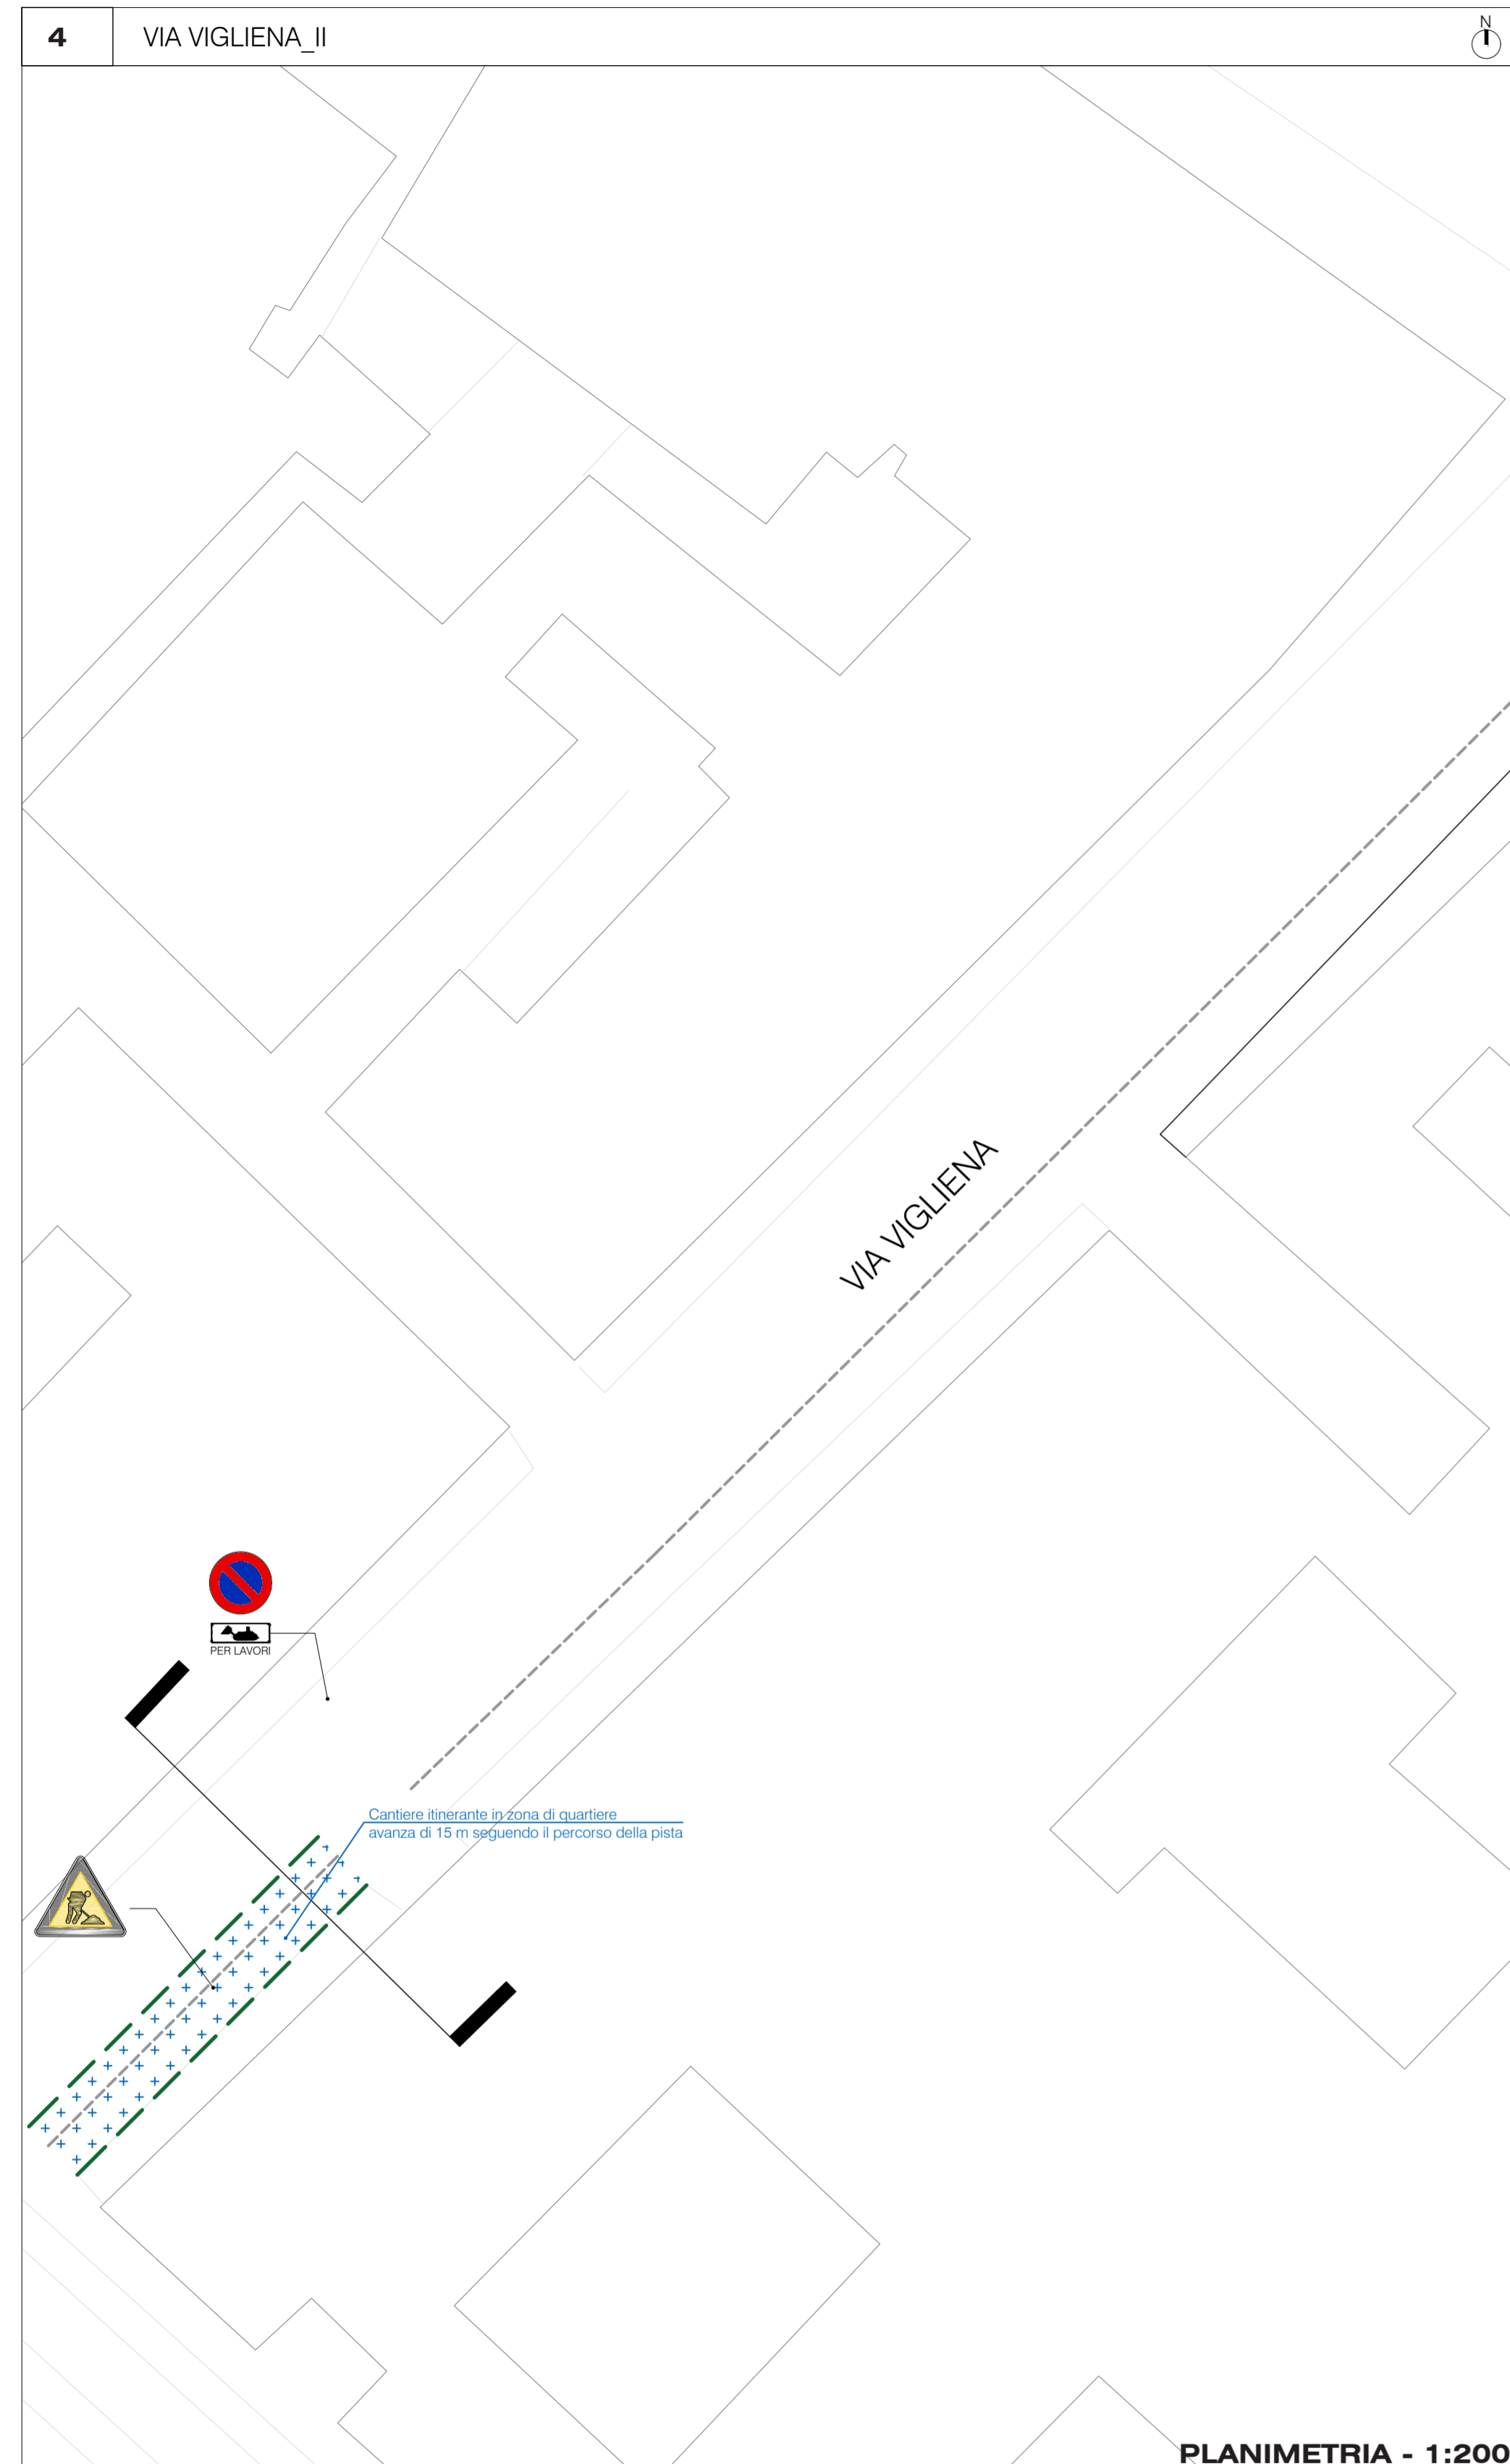 4
VIA VIGLIENA_II
N
VIA VIGLIENA
PER LAVORI
Cantiere itinerante in zona di quartiere
avanza di 15 m seguendo il percorso della pista
PLANIMETRIA - 1:200